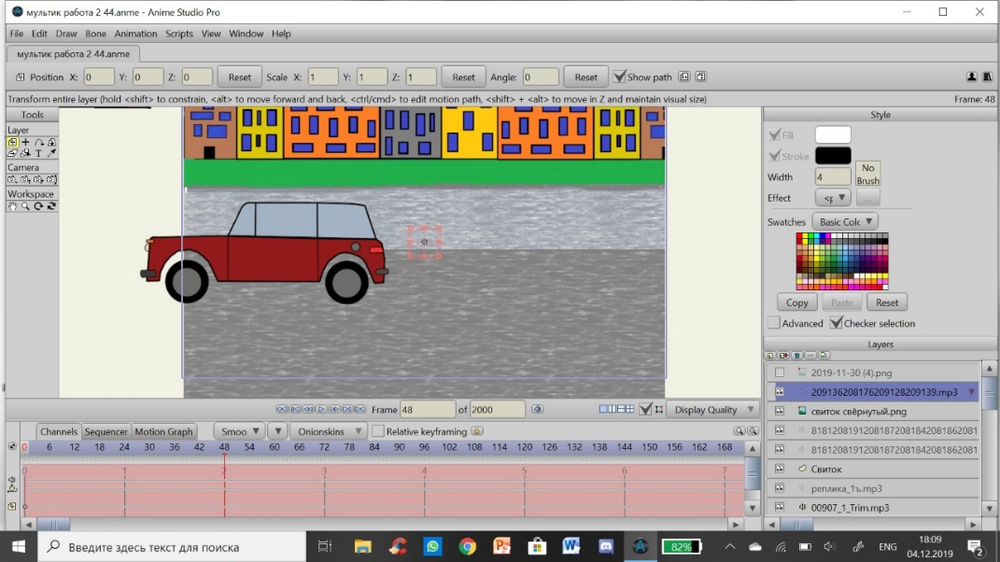 мультик работа 2 44.anme - Anime Studio Pro
File Edit Draw Bone Animation Scripts View Window Help
мультик работа 2 44.anme
Position X: 0 Y: 0 Z: 0 Reset Scale X: 1 Y: 1 Z: 1 Reset Angle: 0 Reset Show path
Transform entire layer (hold <shift> to constrain, <alt> to move forward and back, <ctrl/cmd> to edit motion path, <shift> + <alt> to move in Z and maintain visual size) Frame: 48
Tools
Layer
T
Camera
Workspace
Style
Fill
Stroke
Width 4 No Brush
Effect
Swatches Basic Colc
Copy Paste Reset
Advanced Checker selection
Layers
2019-11-30 (4).png
209136208176209128209139.mp3
свиток свёрнутый.png
8181208191208187208184208186208​1
8181208191208187208184208186208​1
Свиток
реплика_1ъ.mp3
00907_1_Trim.mp3
Frame 48 of 2000 Display Quality
Channels Sequencer Motion Graph Smoo Onionskins Relative keyframing
0 6 12 18 24 30 36 42 48 54 60 66 72 78 84 90 96 102 108 114 120 126 132 138 144 150 156 162 168
0 1 2 3 4 5 6 7
Введите здесь текст для поиска
82%
ENG
18:09
04.12.2019
2